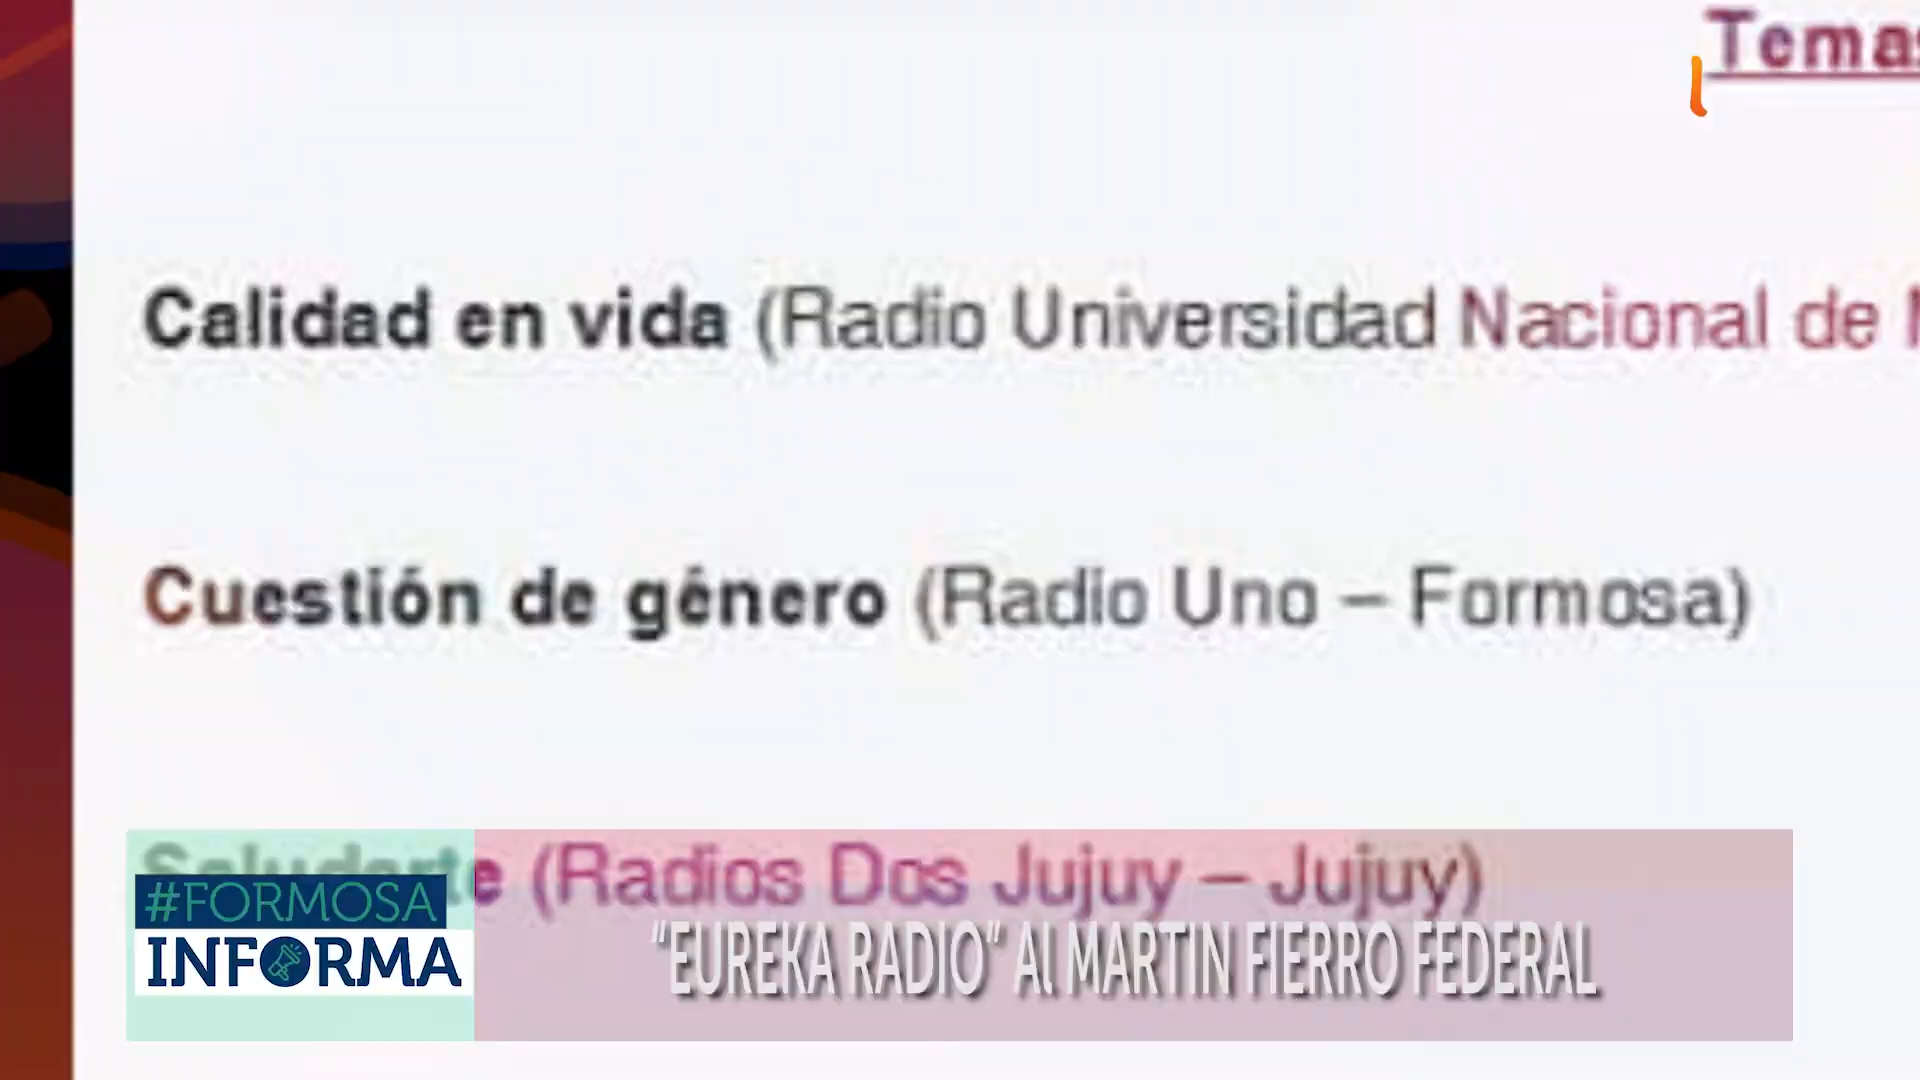 Temas
Calidad en vida (Radio Universidad Nacional de
Cuestión de género (Radio Uno – Formosa)
Saludarte (Radios Dos Jujuy – Jujuy)
#FORMOSA
INFORMA
“EUREKA RADIO” Al MARTIN FIERRO FEDERAL